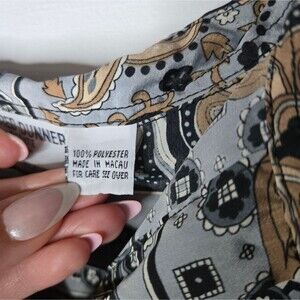 100% POLYESTER
MADE IN MACAU
FOR CARE SEE OVER